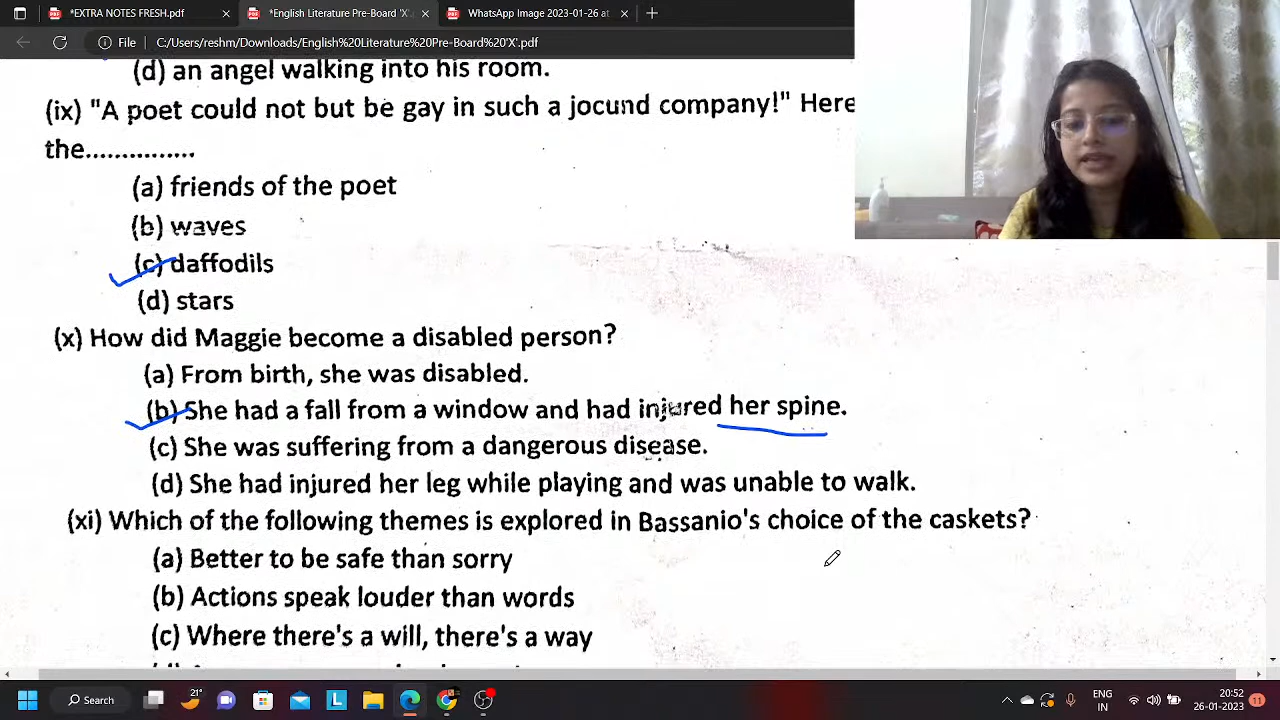 *EXTRA NOTES FRESH.pdf
*English Literature Pre-Board 'X'.
WhatsApp Image 2023-01-26 at
File C:/Users/reshm/Downloads/English%20Literature%20Pre-Board%20'X'.pdf
(d) an angel walking into his room.
(ix) "A poet could not but be gay in such a jocund company!" Here
the...............
(a) friends of the poet
(b) waves
(c) daffodils
(d) stars
(x) How did Maggie become a disabled person?
(a) From birth, she was disabled.
(b) She had a fall from a window and had injured her spine.
(c) She was suffering from a dangerous disease.
(d) She had injured her leg while playing and was unable to walk.
(xi) Which of the following themes is explored in Bassanio's choice of the caskets?
(a) Better to be safe than sorry
(b) Actions speak louder than words
(c) Where there's a will, there's a way
Search
21°
ENG
IN
20:52
26-01-2023
11